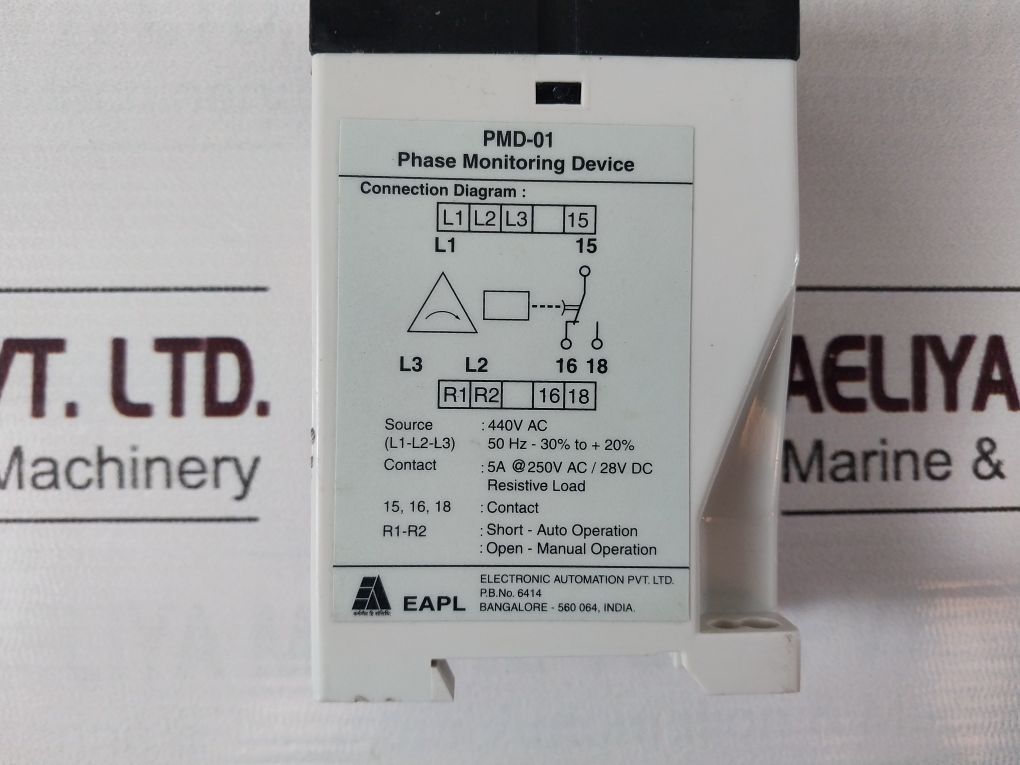 PMD-01
Phase Monitoring Device
Connection Diagram :
L1 L2 L3 15
L1 15
L3 L2 16 18
R1 R2 16 18
Source : 440V AC
(L1-L2-L3) 50 Hz - 30% to + 20%
Contact : 5A @250V AC / 28V DC
Resistive Load
15, 16, 18 : Contact
R1-R2 : Short - Auto Operation
: Open - Manual Operation
EAPL
ELECTRONIC AUTOMATION PVT. LTD.
P.B.No. 6414
BANGALORE - 560 064, INDIA.
VT. LTD.
Machinery
AELIYA
Marine &